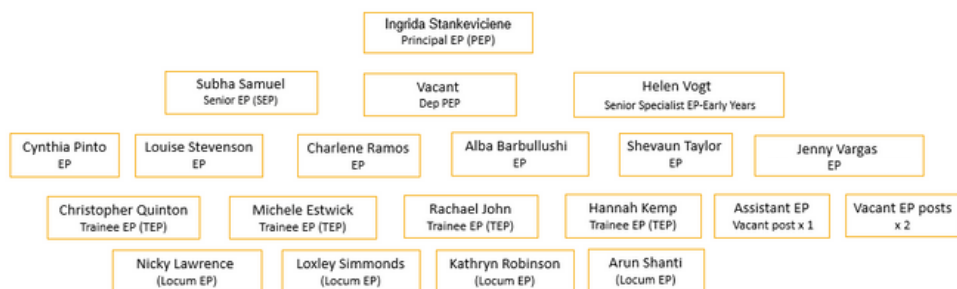 Ingrida Stankeviciene
Principal EP (PEP)
Subha Samuel
Senior EP (SEP)
Vacant
Dep PEP
Helen Vogt
Senior Specialist EP-Early Years
Cynthia Pinto
EP
Louise Stevenson
EP
Charlene Ramos
EP
Alba Barbullushi
EP
Shevaun Taylor
EP
Jenny Vargas
EP
Christopher Quinton
Trainee EP (TEP)
Michele Estwick
Trainee EP (TEP)
Rachael John
Trainee EP (TEP)
Hannah Kemp
Trainee EP (TEP)
Assistant EP
Vacant post x 1
Vacant EP posts
x 2
Nicky Lawrence
(Locum EP)
Loxley Simmonds
(Locum EP)
Kathryn Robinson
(Locum EP)
Arun Shanti
(Locum EP)